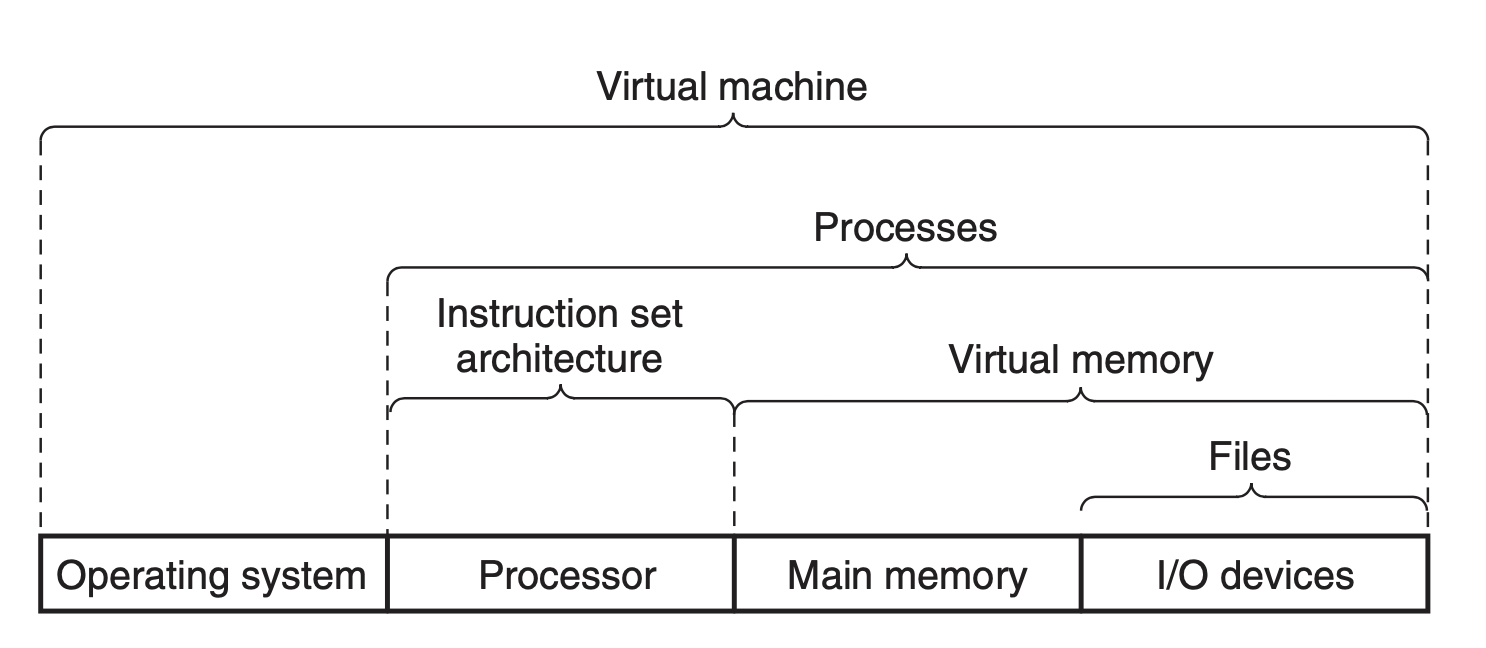 Virtual machine
Processes
Instruction set
architecture
Virtual memory
Files
Operating system
Processor
Main memory
I/O devices